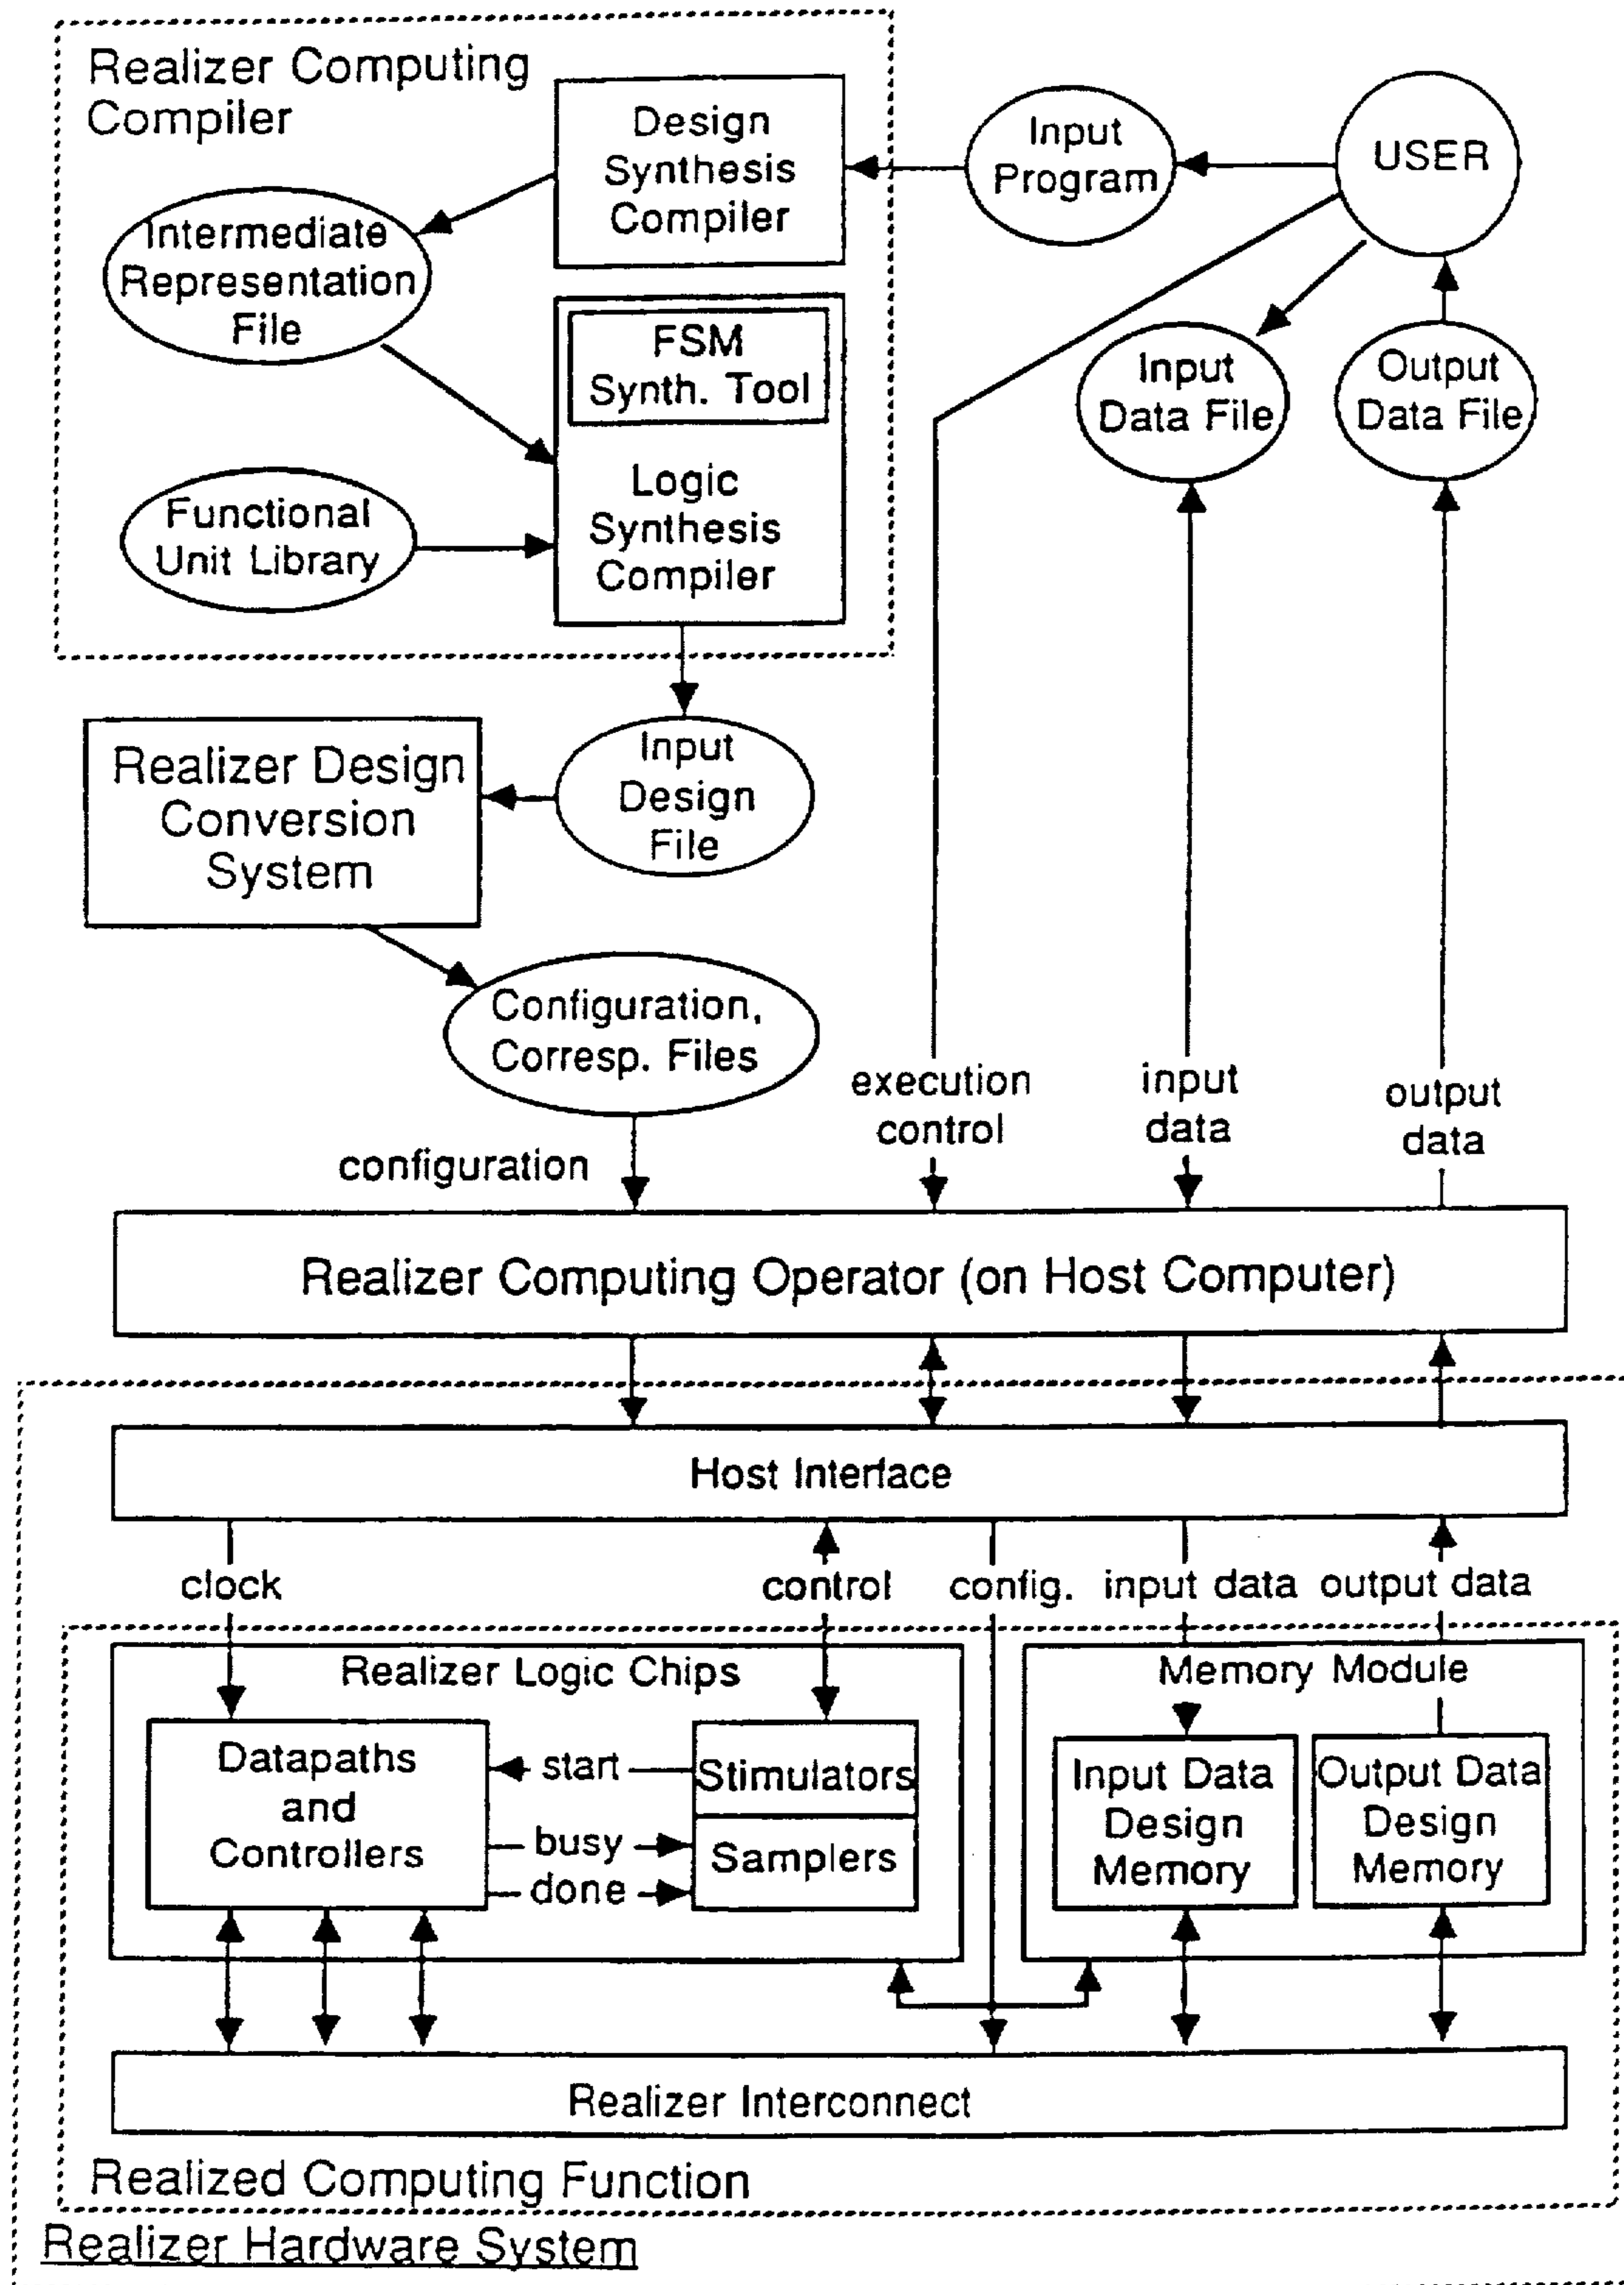 Realizer Computing
Compiler
Design
Synthesis
Compiler
Input
Program
USER
Intermediate
Representation
File
FSM
Synth. Tool
Logic
Synthesis
Compiler
Functional
Unit Library
Input
Data File
Output
Data File
Realizer Design
Conversion
System
Input
Design
File
Configuration,
Corresp. Files
configuration
execution
control
input
data
output
data
Realizer Computing Operator (on Host Computer)
Host Interface
clock
control
config.
input data
output data
Realizer Logic Chips
Memory Module
Datapaths
and
Controllers
start
busy
done
Stimulators
Samplers
Input Data
Design
Memory
Output Data
Design
Memory
Realizer Interconnect
Realized Computing Function
Realizer Hardware System